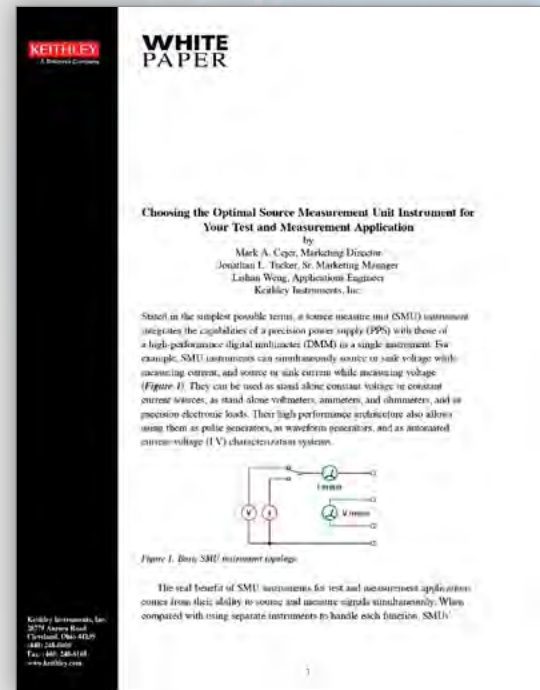 KEITHLEY
A Tektronix Company
WHITE
PAPER
Choosing the Optimal Source Measurement Unit Instrument for
Your Test and Measurement Application
by
Mark A. Cejer, Marketing Director
Jonathan L. Tucker, Sr. Marketing Manager
Lishan Weng, Applications Engineer
Keithley Instruments, Inc.
Stated in the simplest possible terms, a source measure unit (SMU) instrument
integrates the capabilities of a precision power supply (PPS) with those of
a high-performance digital multimeter (DMM) in a single instrument. For
example, SMU instruments can simultaneously source or sink voltage while
measuring current, and source or sink current while measuring voltage
(Figure 1). They can be used as stand alone constant voltage or constant
current sources, as stand alone voltmeters, ammeters, and ohmmeters, and as
precision electronic loads. Their high performance architecture also allows
using them as pulse generators, as waveform generators, and as automated
current-voltage (I V) characterization systems.
I
V
I
V
Figure 1. Basic SMU instrument topology.
The real benefit of SMU instruments for test and measurement applications
comes from their ability to source and measure signals simultaneously. When
compared with using separate instruments to handle each function, SMUs'
Keithley Instruments, Inc.
28775 Aurora Road
Cleveland, Ohio 44139
www.keithley.com
1